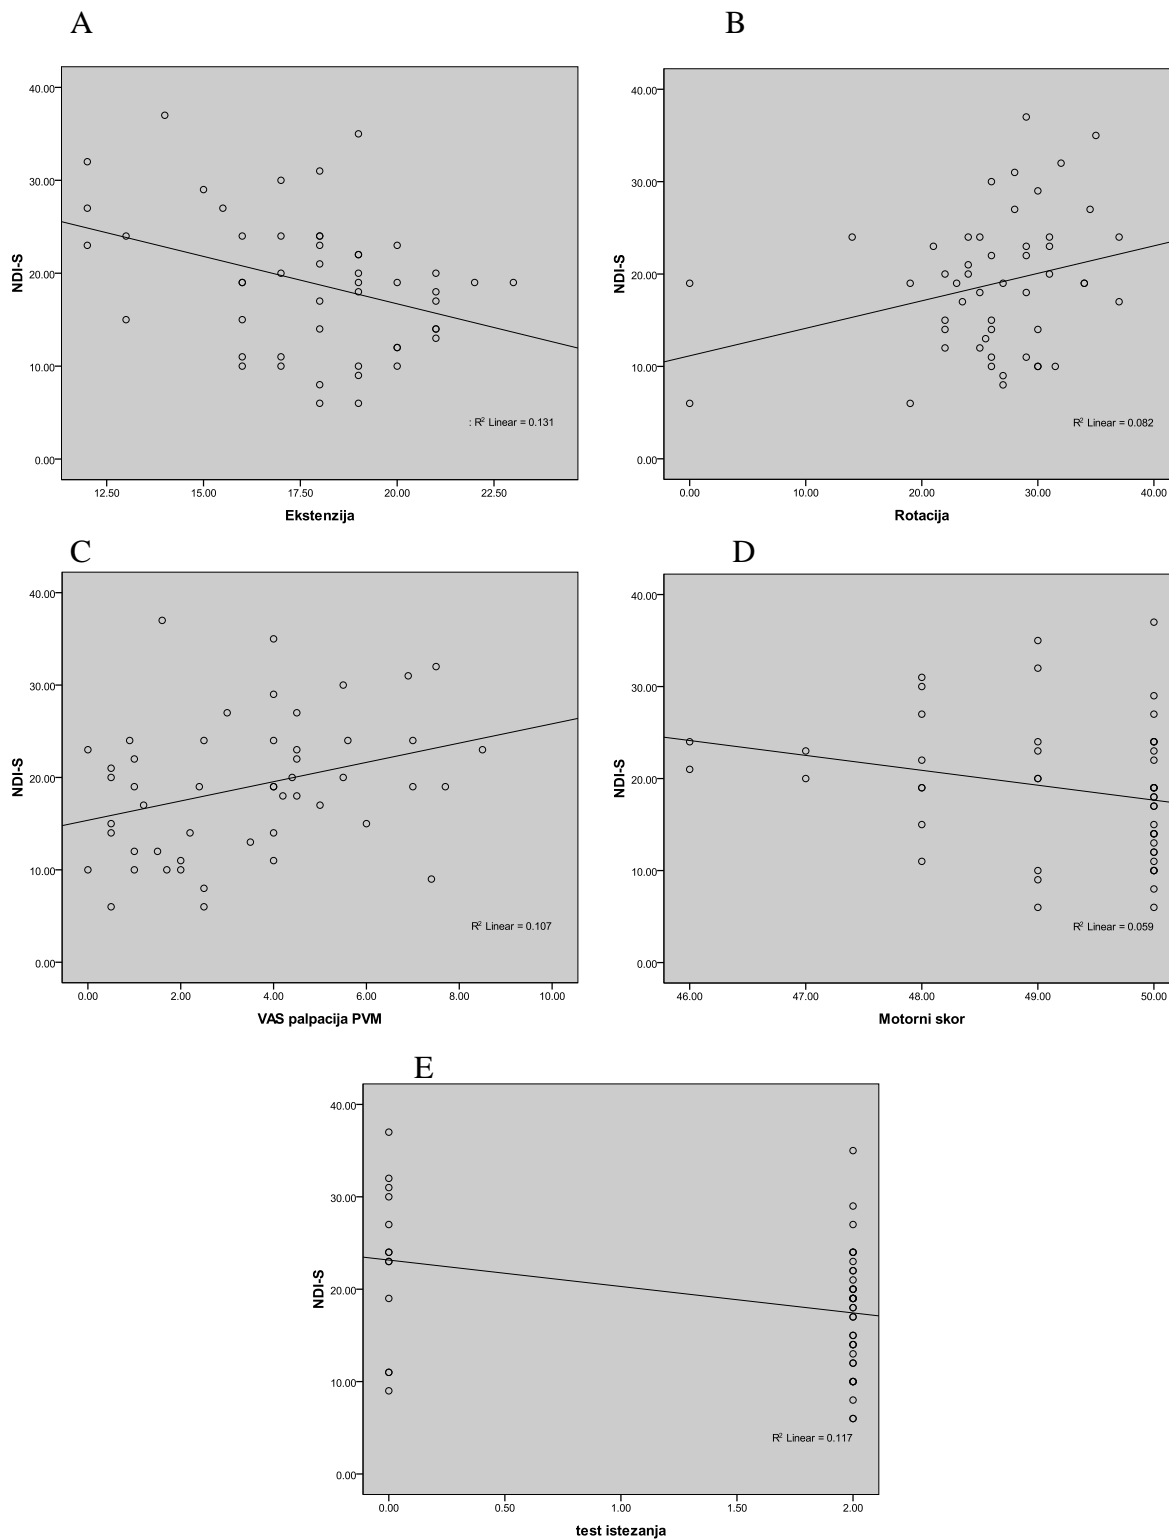 A
B
NDI-S
40.00
30.00
20.00
10.00
0.00
: R² Linear = 0.131
12.50 15.00 17.50 20.00 22.50
Ekstenzija
NDI-S
40.00
30.00
20.00
10.00
0.00
R² Linear = 0.082
0.00 10.00 20.00 30.00 40.00
Rotacija
C
D
NDI-S
40.00
30.00
20.00
10.00
0.00
R² Linear = 0.107
0.00 2.00 4.00 6.00 8.00 10.00
VAS palpacija PVM
NDI-S
40.00
30.00
20.00
10.00
0.00
R² Linear = 0.059
46.00 47.00 48.00 49.00 50.00
Motorni skor
E
NDI-S
40.00
30.00
20.00
10.00
0.00
R² Linear = 0.117
0.00 0.50 1.00 1.50 2.00
test istezanja